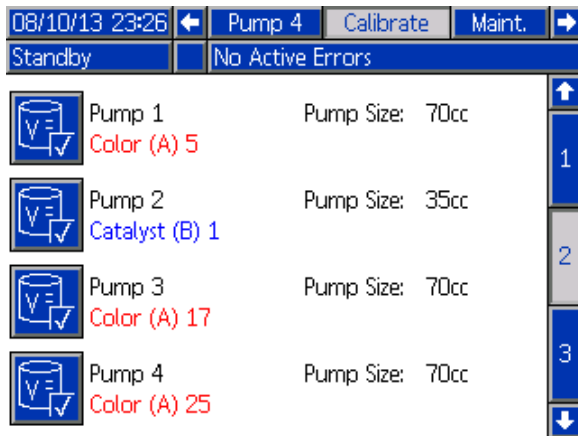 08/10/13 23:26 Pump 4 Calibrate Maint.
Standby No Active Errors
Pump 1 Pump Size: 70cc
Color (A) 5
1
Pump 2 Pump Size: 35cc
Catalyst (B) 1
2
Pump 3 Pump Size: 70cc
Color (A) 17
3
Pump 4 Pump Size: 70cc
Color (A) 25